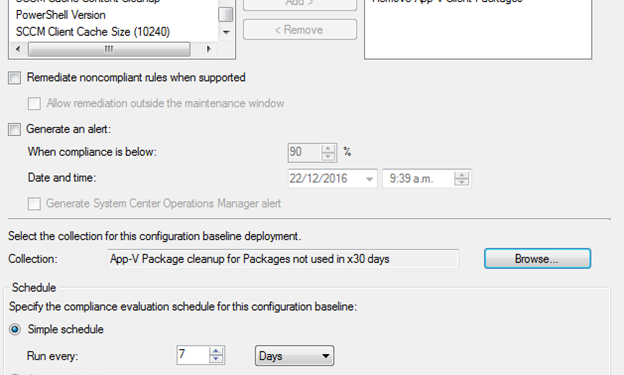 SCCM Cache Content Cleanup
PowerShell Version
SCCM Client Cache Size (10240)
Add >
< Remove
Remove App-V Client Packages
Remediate noncompliant rules when supported
Allow remediation outside the maintenance window
Generate an alert:
When compliance is below: 90 %
Date and time: 22/12/2016 9:39 a.m.
Generate System Center Operations Manager alert
Select the collection for this configuration baseline deployment.
Collection: App-V Package cleanup for Packages not used in x30 days Browse...
Schedule
Specify the compliance evaluation schedule for this configuration baseline:
Simple schedule
Run every: 7 Days